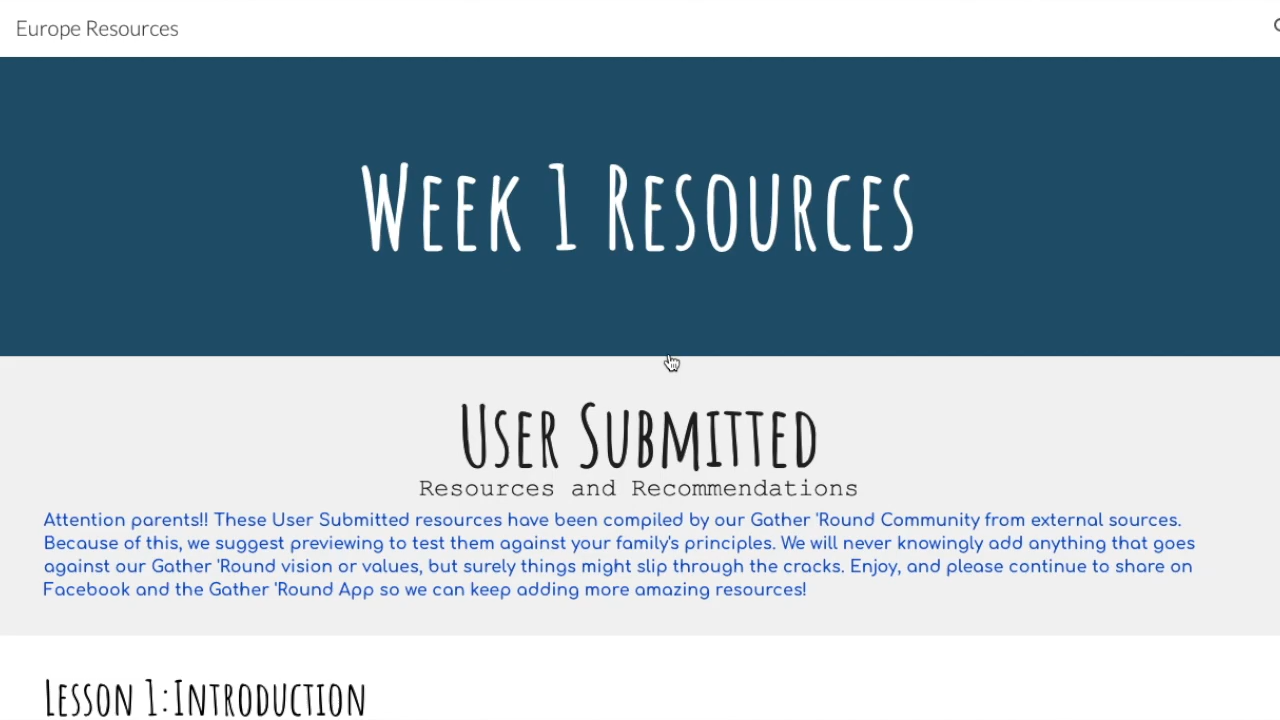 Europe Resources
Week 1 Resources
User Submitted
Resources and Recommendations
Attention parents!! These User Submitted resources have been compiled by our Gather 'Round Community from external sources.
Because of this, we suggest previewing to test them against your family's principles. We will never knowingly add anything that goes
against our Gather 'Round vision or values, but surely things might slip through the cracks. Enjoy, and please continue to share on
Facebook and the Gather 'Round App so we can keep adding more amazing resources!
Lesson 1:Introduction